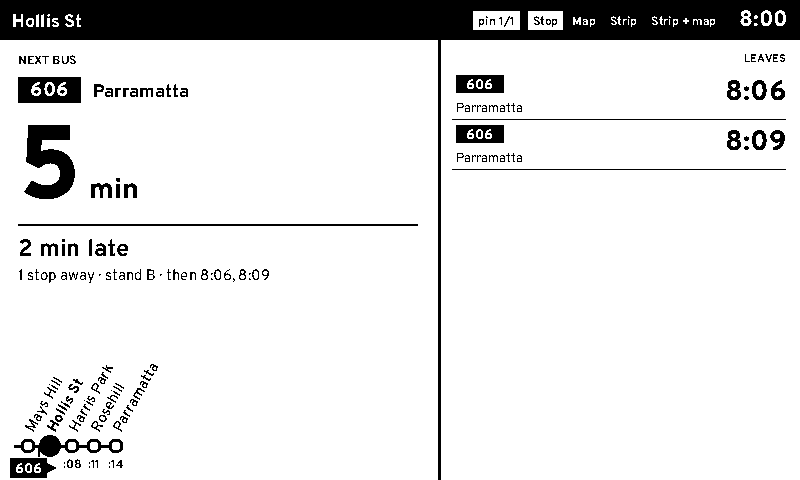 Hollis St
pin 1/1 Stop Map Strip Strip + map 8:00
NEXT BUS
606 Parramatta
5 min
2 min late
1 stop away · stand B · then 8:06, 8:09
LEAVES
606 8:06
Parramatta
606 8:09
Parramatta
Mays Hill
Hollis St
Harris Park
Rosehill
Parramatta
606 :08 :11 :14